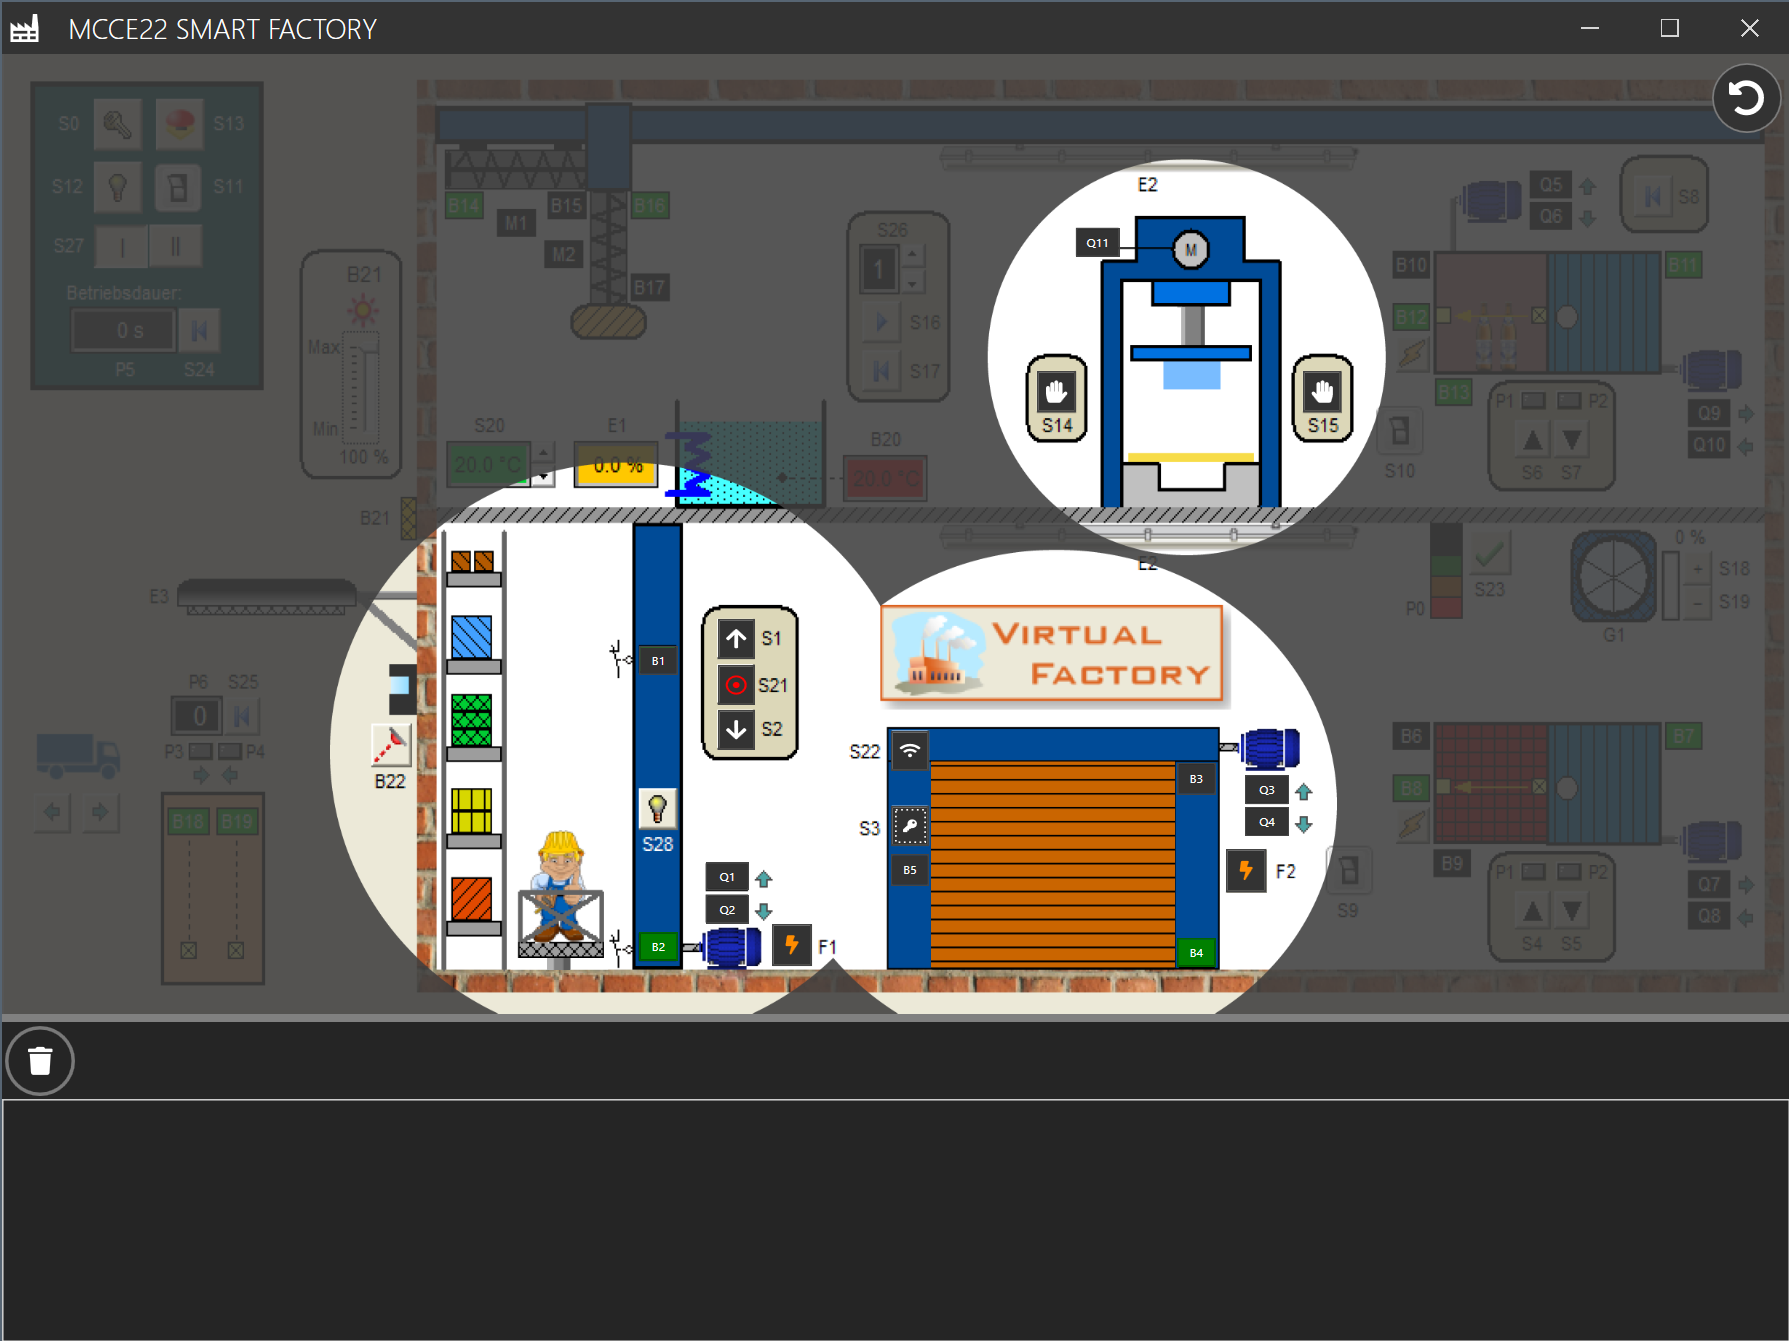 MCCE22 SMART FACTORY
S0
S13
S12
S11
S27
I
II
Betriebsdauer:
0 s
P5
S24
B21
Max
Min
100 %
B21
B14
B15
B16
M1
M2
B17
S26
1
S16
S17
S20
20.0 °C
E1
0.0 %
B20
20.0 °C
E2
Q11
M
S14
S15
Q5
Q6
S8
B10
B11
B12
B13
P1
P2
S6
S7
Q9
Q10
S10
E3
B22
P6
S25
0
P3
P4
B18
B19
B1
S1
S21
S2
S28
Q1
Q2
B2
F1
E2
VIRTUAL
FACTORY
S22
S3
B5
B3
B4
Q3
Q4
F2
P0
S23
0 %
S18
S19
G1
B6
B7
B8
B9
P1
P2
S4
S5
Q7
Q8
S9